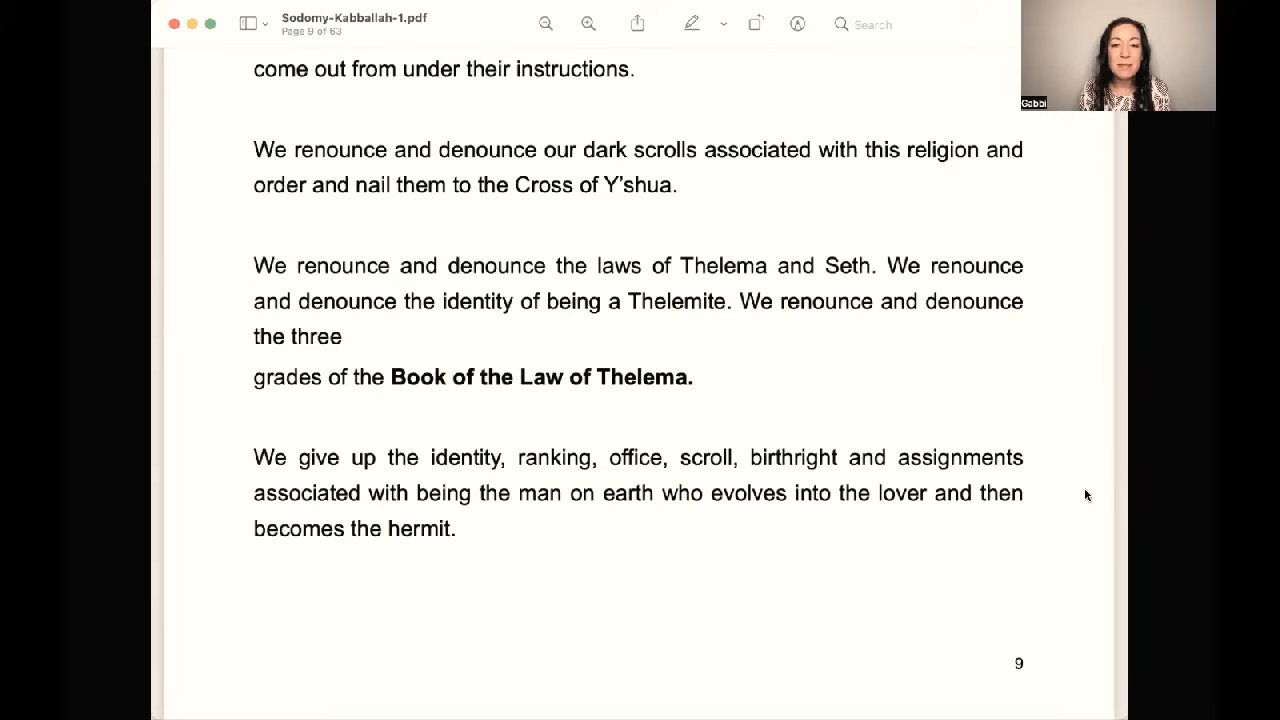 Sodomy-Kabballah-1.pdf
Page 9 of 63
Search
Gabbi
come out from under their instructions.
We renounce and denounce our dark scrolls associated with this religion and
order and nail them to the Cross of Y'shua.
We renounce and denounce the laws of Thelema and Seth. We renounce
and denounce the identity of being a Thelemite. We renounce and denounce
the three
grades of the Book of the Law of Thelema.
We give up the identity, ranking, office, scroll, birthright and assignments
associated with being the man on earth who evolves into the lover and then
becomes the hermit.
9